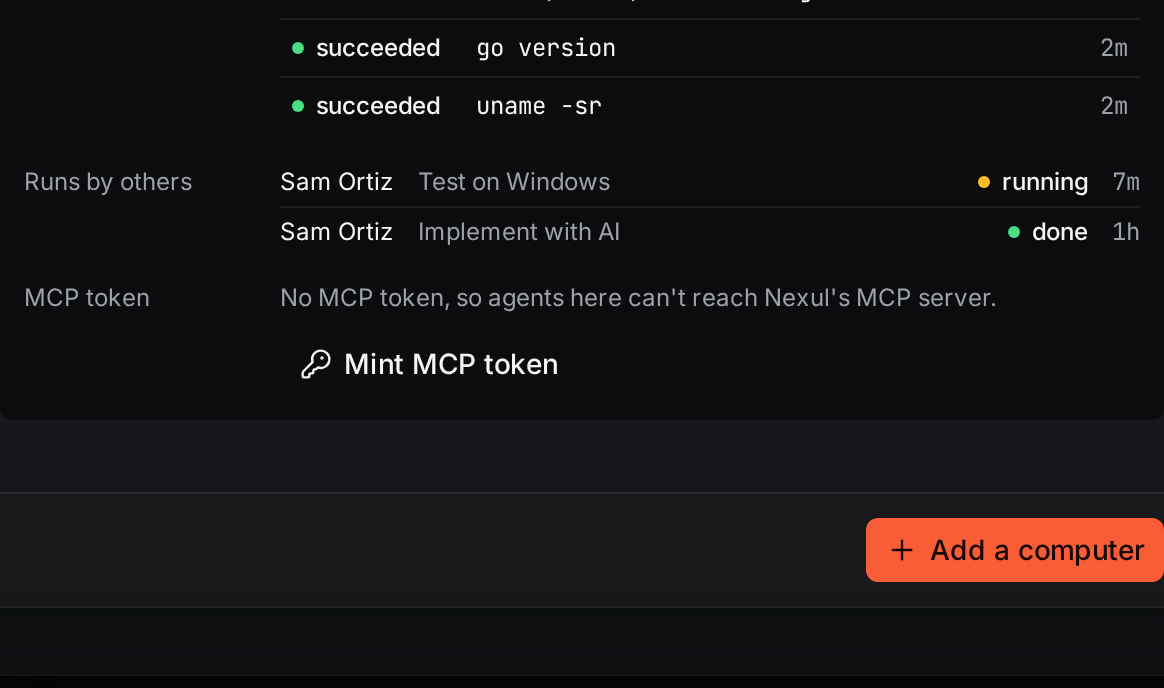 succeeded go version 2m
succeeded uname -sr 2m
Runs by others Sam Ortiz Test on Windows running 7m
Sam Ortiz Implement with AI done 1h
MCP token No MCP token, so agents here can't reach Nexul's MCP server.
Mint MCP token
+ Add a computer